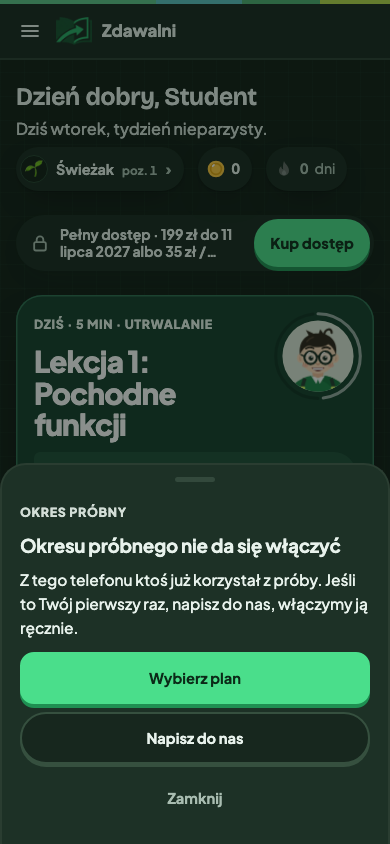 Zdawalni
Dzień dobry, Student
Dziś wtorek, tydzień nieparzysty.
Świeżak poz. 1 ›
0
0 dni
Pełny dostęp · 199 zł do 11
lipca 2027 albo 35 zł /...
Kup dostęp
DZIŚ · 5 MIN · UTRWALANIE
Lekcja 1:
Pochodne
funkcji
OKRES PRÓBNY
Okresu próbnego nie da się włączyć
Z tego telefonu ktoś już korzystał z próby. Jeśli
to Twój pierwszy raz, napisz do nas, włączymy ją
ręcznie.
Wybierz plan
Napisz do nas
Zamknij